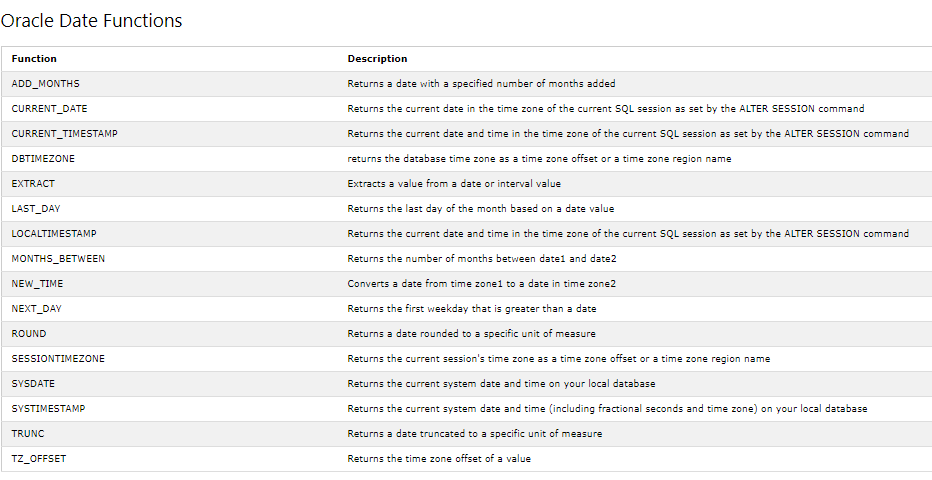 Oracle Date Functions
Function Description
ADD_MONTHS Returns a date with a specified number of months added
CURRENT_DATE Returns the current date in the time zone of the current SQL session as set by the ALTER SESSION command
CURRENT_TIMESTAMP Returns the current date and time in the time zone of the current SQL session as set by the ALTER SESSION command
DBTIMEZONE returns the database time zone as a time zone offset or a time zone region name
EXTRACT Extracts a value from a date or interval value
LAST_DAY Returns the last day of the month based on a date value
LOCALTIMESTAMP Returns the current date and time in the time zone of the current SQL session as set by the ALTER SESSION command
MONTHS_BETWEEN Returns the number of months between date1 and date2
NEW_TIME Converts a date from time zone1 to a date in time zone2
NEXT_DAY Returns the first weekday that is greater than a date
ROUND Returns a date rounded to a specific unit of measure
SESSIONTIMEZONE Returns the current session's time zone as a time zone offset or a time zone region name
SYSDATE Returns the current system date and time on your local database
SYSTIMESTAMP Returns the current system date and time (including fractional seconds and time zone) on your local database
TRUNC Returns a date truncated to a specific unit of measure
TZ_OFFSET Returns the time zone offset of a value